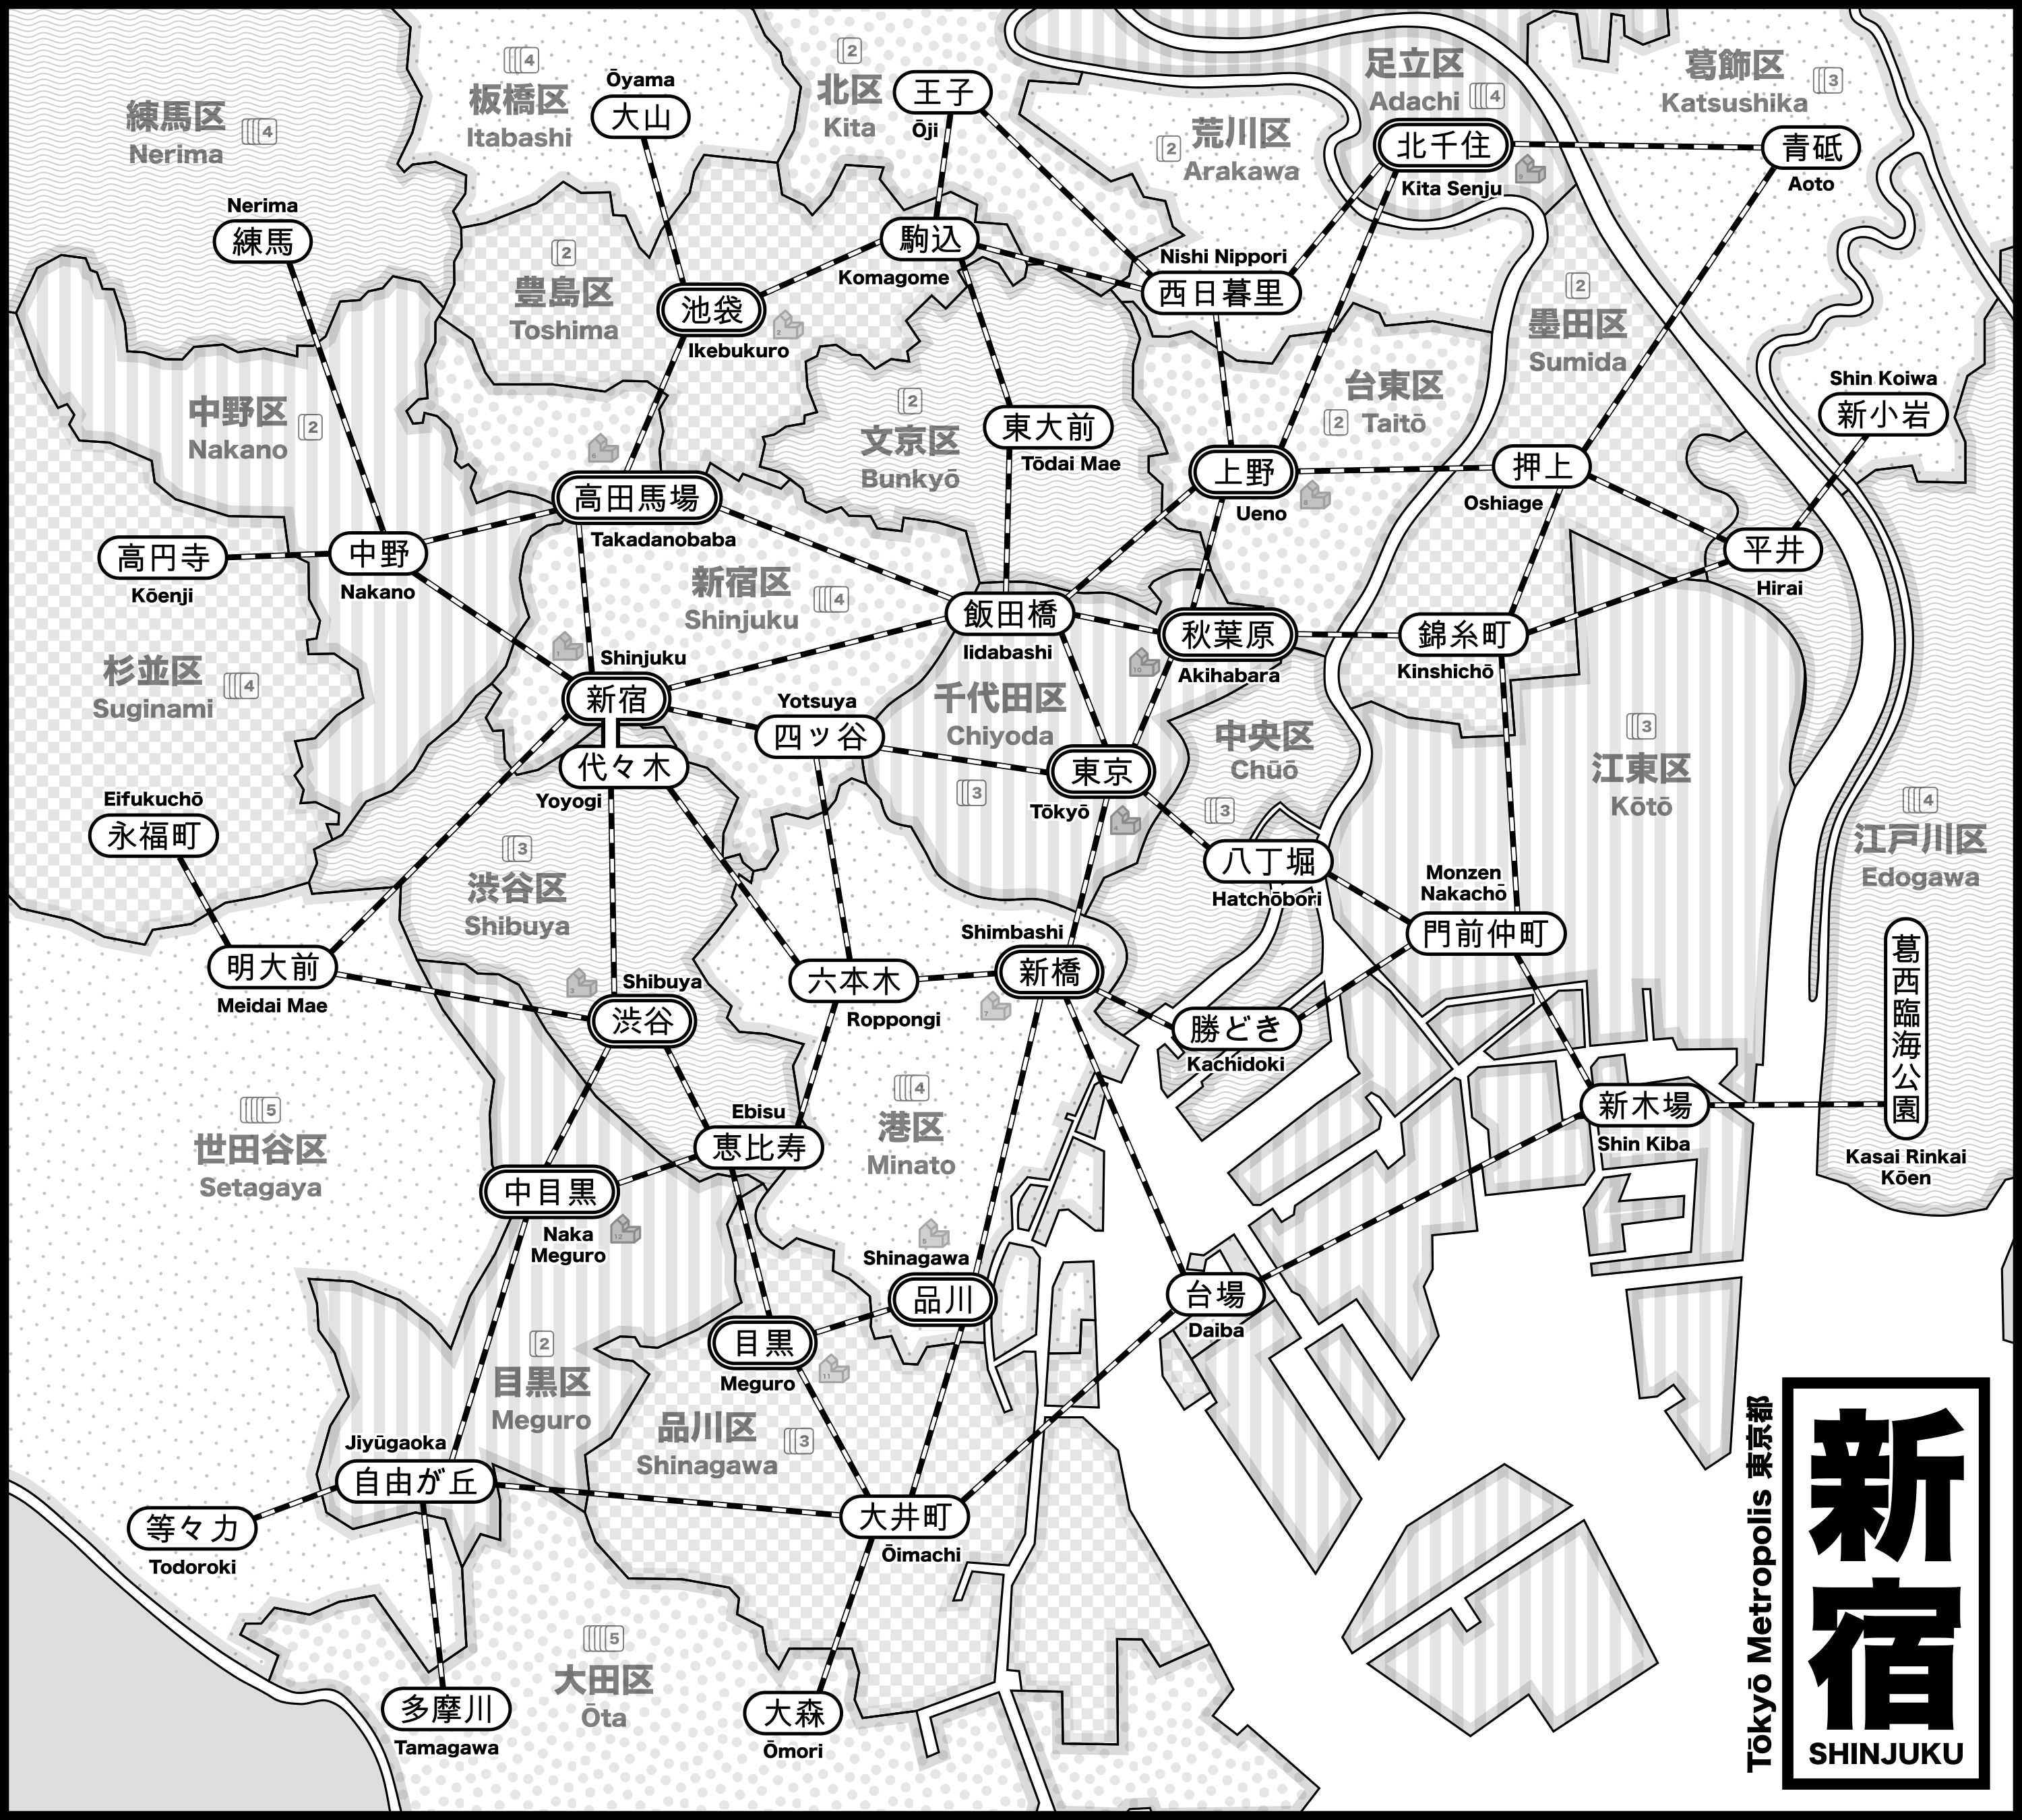 練馬区
4
Nerima
4
板橋区
Itabashi
Ōyama
大山
2
北区
Kita
王子
Ōji
足立区
Adachi
4
北千住
Kita Senju
葛飾区
3
Katsushika
青砥
Aoto
2
荒川区
Arakawa
Nerima
練馬
2
豊島区
Toshima
池袋
2
Ikebukuro
駒込
Komagome
Nishi Nippori
西日暮里
2
墨田区
Sumida
Shin Koiwa
新小岩
中野区
2
Nakano
2
文京区
Bunkyō
東大前
Tōdai Mae
台東区
2
Taitō
上野
Ueno
押上
Oshiage
高田馬場
Takadanobaba
高円寺
Kōenji
中野
Nakano
平井
Hirai
新宿区
4
Shinjuku
飯田橋
Iidabashi
秋葉原
10
Akihabara
錦糸町
Kinshichō
杉並区
4
Suginami
1
Shinjuku
新宿
代々木
Yoyogi
Yotsuya
四ッ谷
千代田区
Chiyoda
3
東京
Tōkyō
4
中央区
Chūō
3
3
江東区
Kōtō
4
江戸川区
Edogawa
Eifukuchō
永福町
3
渋谷区
Shibuya
八丁堀
Hatchōbori
Monzen
Nakachō
門前仲町
明大前
Meidai Mae
3
Shibuya
渋谷
六本木
Roppongi
Shimbashi
新橋
7
勝どき
Kachidoki
葛西臨海公園
Kasai Rinkai
Kōen
新木場
Shin Kiba
5
世田谷区
Setagaya
Ebisu
恵比寿
4
港区
Minato
中目黒
Naka
Meguro
12
5
Shinagawa
品川
台場
Daiba
目黒
Meguro
11
2
目黒区
Meguro
品川区
3
Shinagawa
Jiyūgaoka
自由が丘
等々力
Todoroki
大井町
Ōimachi
5
大田区
Ōta
多摩川
Tamagawa
大森
Ōmori
Tōkyō Metropolis 東京都
新宿
SHINJUKU